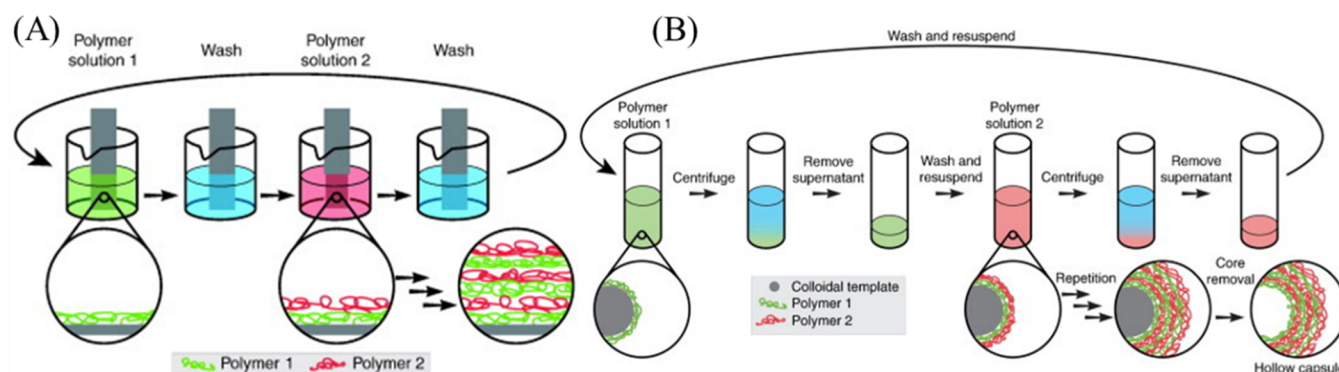 (A)
Polymer
solution 1
Wash
Polymer
solution 2
Wash
Polymer 1
Polymer 2
(B)
Wash and resuspend
Polymer
solution 1
Centrifuge
Remove
supernatant
Wash and
resuspend
Polymer
solution 2
Centrifuge
Remove
supernatant
Colloidal template
Polymer 1
Polymer 2
Repetition
Core
removal
Hollow capsule